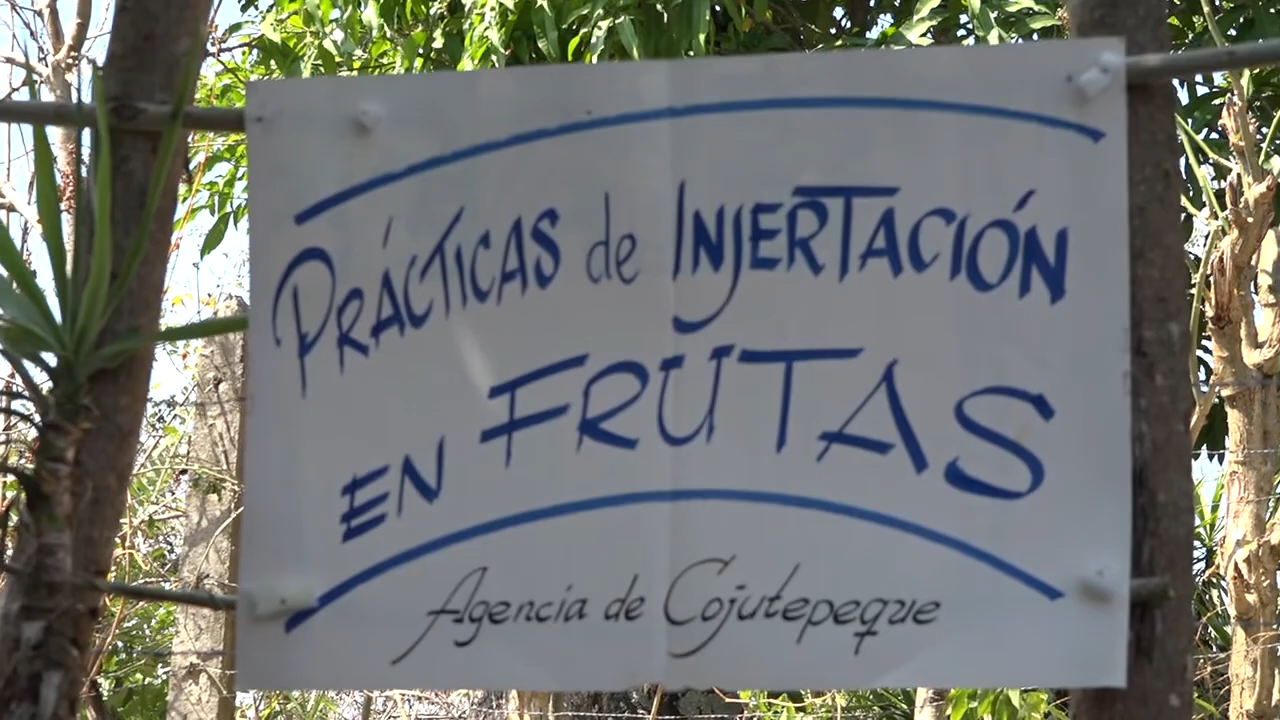 PRÁCTICAS de INJERTACIÓN
EN FRUTAS
Agencia de Cojutepeque